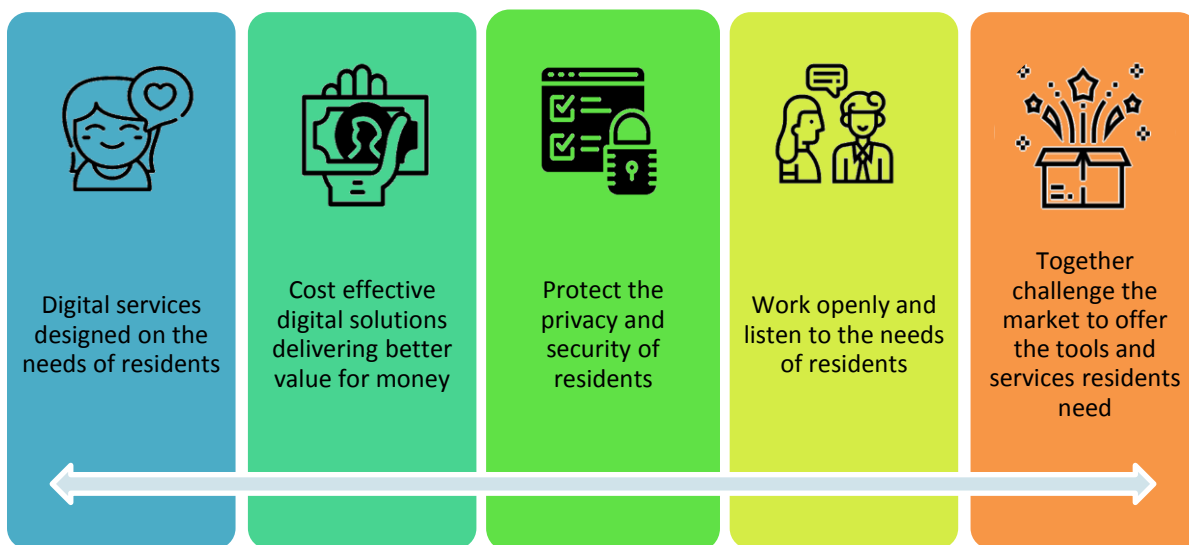 Digital services
designed on the
needs of residents
Cost effective
digital solutions
delivering better
value for money
Protect the
privacy and
security of
residents
Work openly and
listen to the needs
of residents
Together
challenge the
market to offer
the tools and
services residents
need